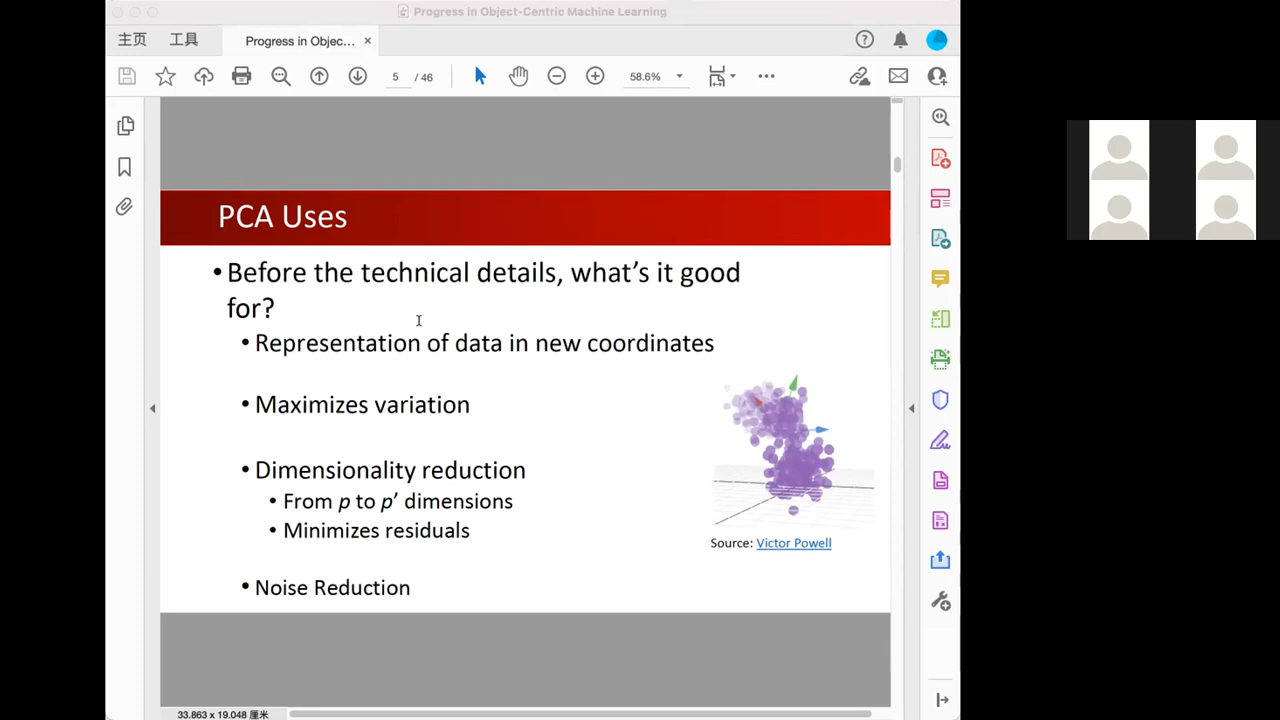 Progress in Object-Centric Machine Learning
主页 工具 Progress in Objec... ×
5 / 46 58.6%
PCA Uses
• Before the technical details, what’s it good
for?
• Representation of data in new coordinates
• Maximizes variation
• Dimensionality reduction
• From p to p’ dimensions
• Minimizes residuals
Source: Victor Powell
• Noise Reduction
33.863 x 19.048 厘米